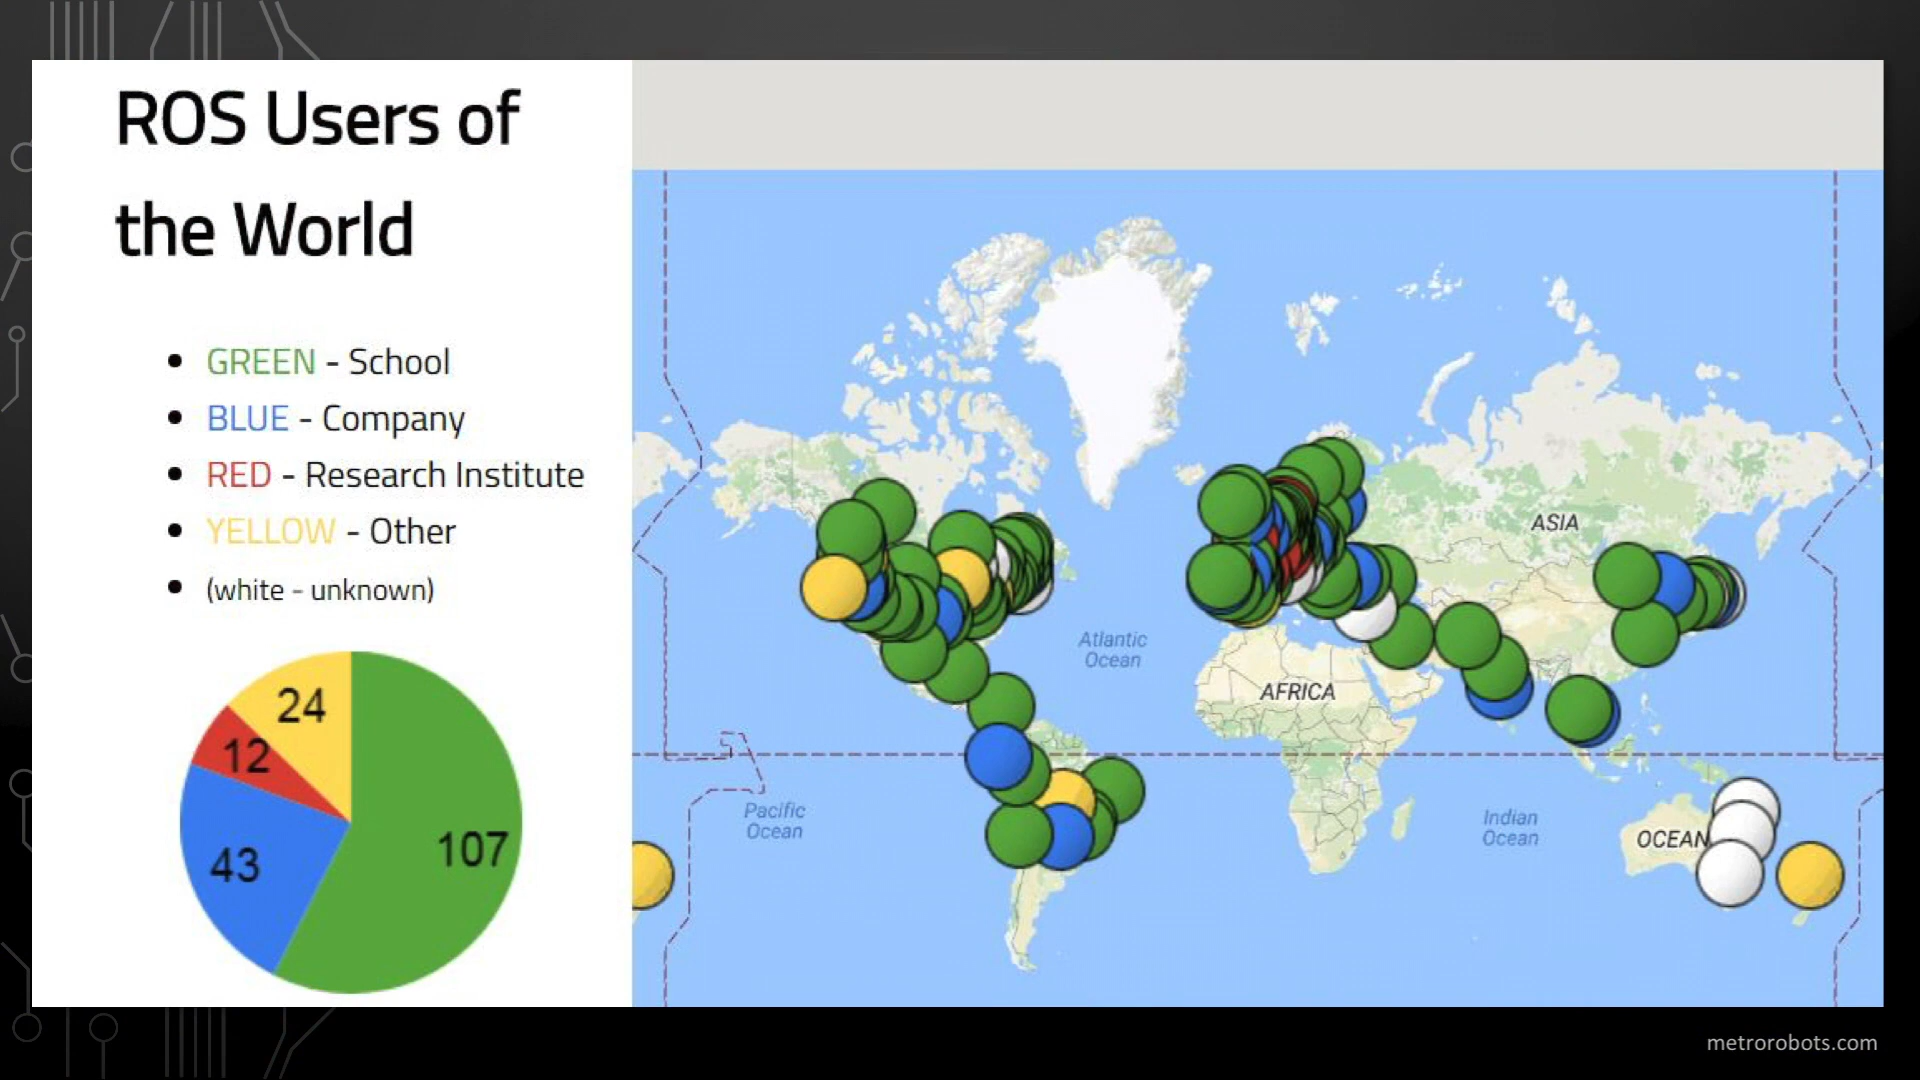 ROS Users of
the World
GREEN - School
BLUE - Company
RED - Research Institute
YELLOW - Other
(white - unknown)
24
12
43
107
ASIA
Atlantic
Ocean
AFRICA
Pacific
Ocean
Indian
Ocean
OCEAN
metrorobots.com